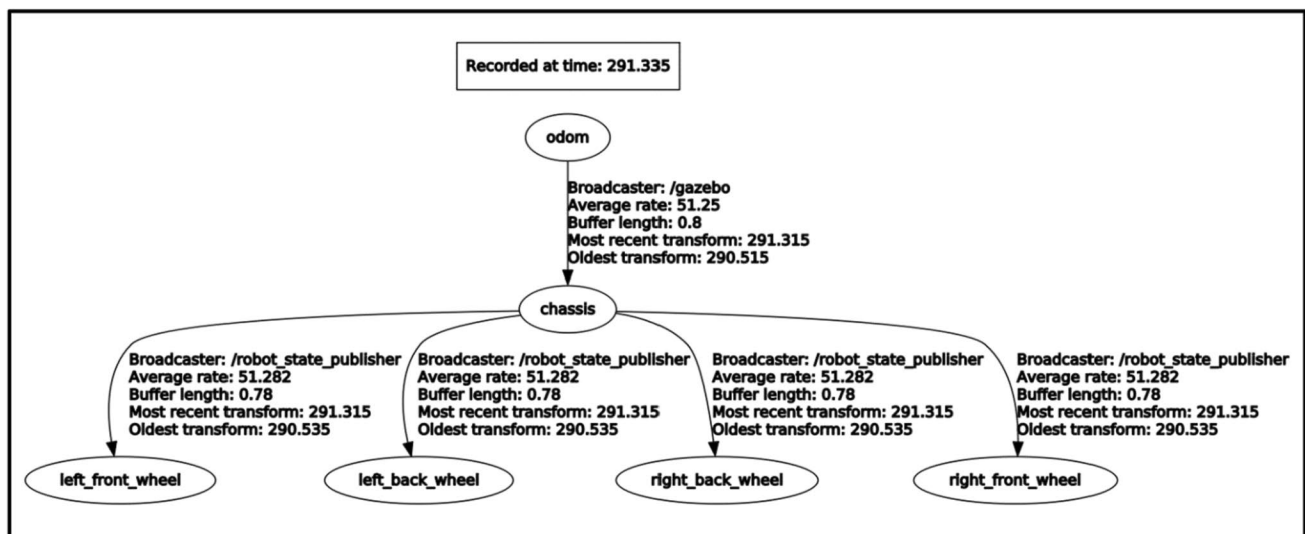 Recorded at time: 291.335
odom
Broadcaster: /gazebo
Average rate: 51.25
Buffer length: 0.8
Most recent transform: 291.315
Oldest transform: 290.515
chassis
Broadcaster: /robot_state_publisher
Average rate: 51.282
Buffer length: 0.78
Most recent transform: 291.315
Oldest transform: 290.535
Broadcaster: /robot_state_publisher
Average rate: 51.282
Buffer length: 0.78
Most recent transform: 291.315
Oldest transform: 290.535
Broadcaster: /robot_state_publisher
Average rate: 51.282
Buffer length: 0.78
Most recent transform: 291.315
Oldest transform: 290.535
Broadcaster: /robot_state_publisher
Average rate: 51.282
Buffer length: 0.78
Most recent transform: 291.315
Oldest transform: 290.535
left_front_wheel
left_back_wheel
right_back_wheel
right_front_wheel